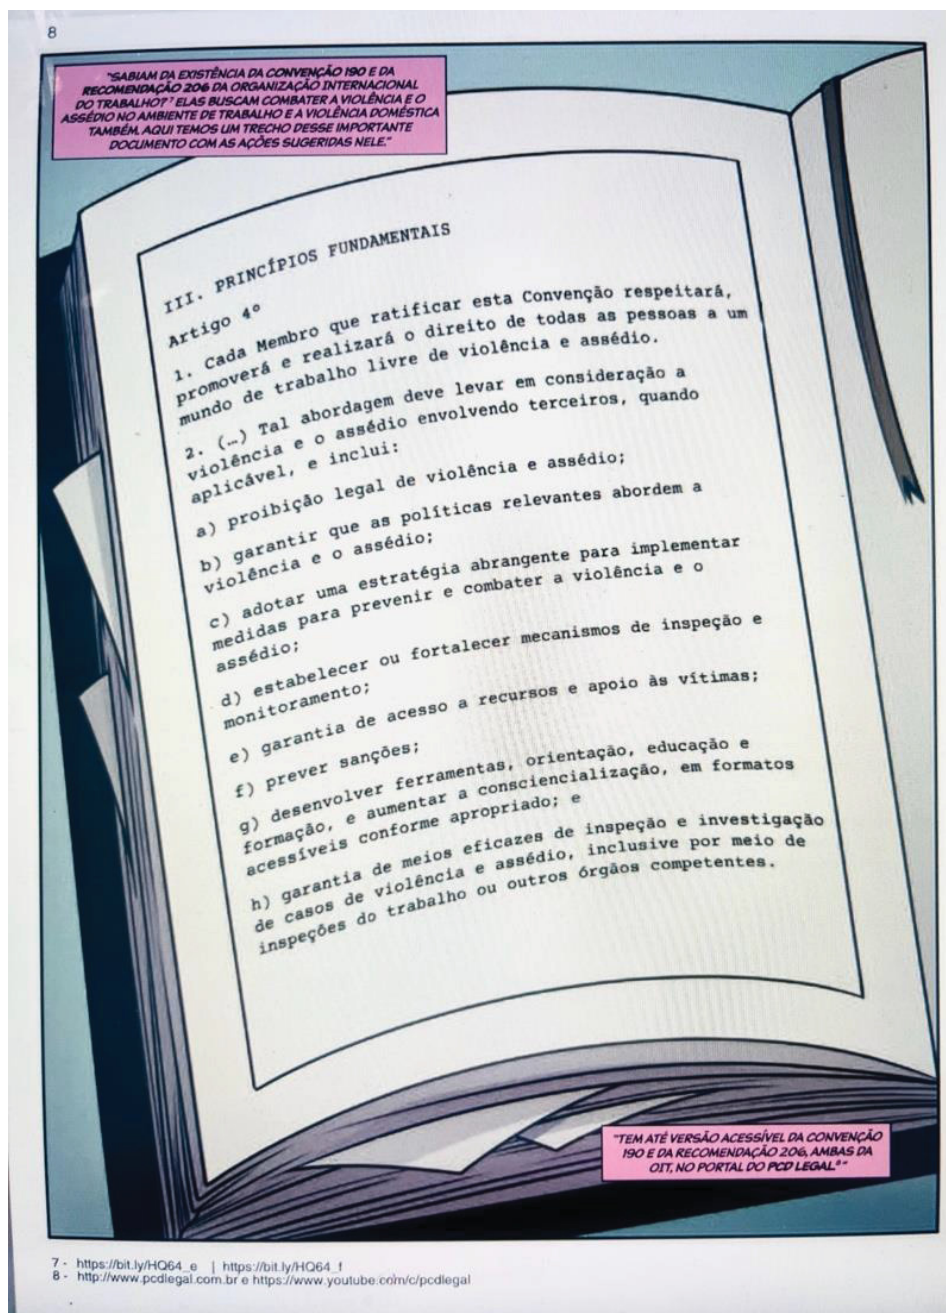 8
"SABIAM DA EXISTÊNCIA DA CONVENÇÃO 190 E DA
RECOMENDAÇÃO 206 DA ORGANIZAÇÃO INTERNACIONAL
DO TRABALHO?⁷ ELAS BUSCAM COMBATER A VIOLÊNCIA E O
ASSÉDIO NO AMBIENTE DE TRABALHO E A VIOLÊNCIA DOMÉSTICA
TAMBÉM. AQUI TEMOS UM TRECHO DESSE IMPORTANTE
DOCUMENTO COM AS AÇÕES SUGERIDAS NELE."
III. PRINCÍPIOS FUNDAMENTAIS
Artigo 4º
1. Cada Membro que ratificar esta Convenção respeitará,
promoverá e realizará o direito de todas as pessoas a um
mundo de trabalho livre de violência e assédio.
2. (…) Tal abordagem deve levar em consideração a
violência e o assédio envolvendo terceiros, quando
aplicável, e inclui:
a) proibição legal de violência e assédio;
b) garantir que as políticas relevantes abordem a
violência e o assédio;
c) adotar uma estratégia abrangente para implementar
medidas para prevenir e combater a violência e o
assédio;
d) estabelecer ou fortalecer mecanismos de inspeção e
monitoramento;
e) garantia de acesso a recursos e apoio às vítimas;
f) prever sanções;
g) desenvolver ferramentas, orientação, educação e
formação, e aumentar a consciencialização, em formatos
acessíveis conforme apropriado; e
h) garantia de meios eficazes de inspeção e investigação
de casos de violência e assédio, inclusive por meio de
inspeções do trabalho ou outros órgãos competentes.
"TEM ATÉ VERSÃO ACESSÍVEL DA CONVENÇÃO
190 E DA RECOMENDAÇÃO 206, AMBAS DA
OIT, NO PORTAL DO PCD LEGAL⁸"
7 - https://bit.ly/HQ64_e | https://bit.ly/HQ64_f
8 - http://www.pcdlegal.com.br e https://www.youtube.com/c/pcdlegal